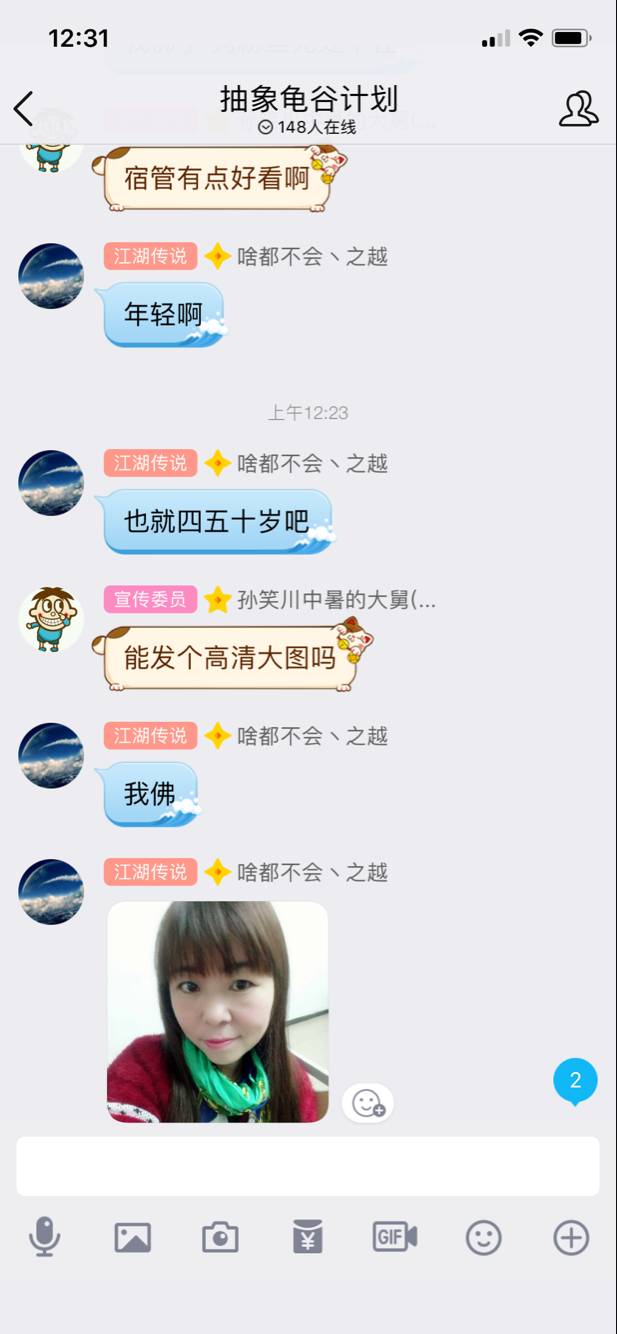 12:31
抽象龟谷计划
148人在线
宿管有点好看啊
江湖传说 啥都不会丶之越
年轻啊
上午12:23
江湖传说 啥都不会丶之越
也就四五十岁吧
宣传委员 孙笑川中暑的大舅(...
能发个高清大图吗
江湖传说 啥都不会丶之越
我佛
江湖传说 啥都不会丶之越
2
¥
GIF